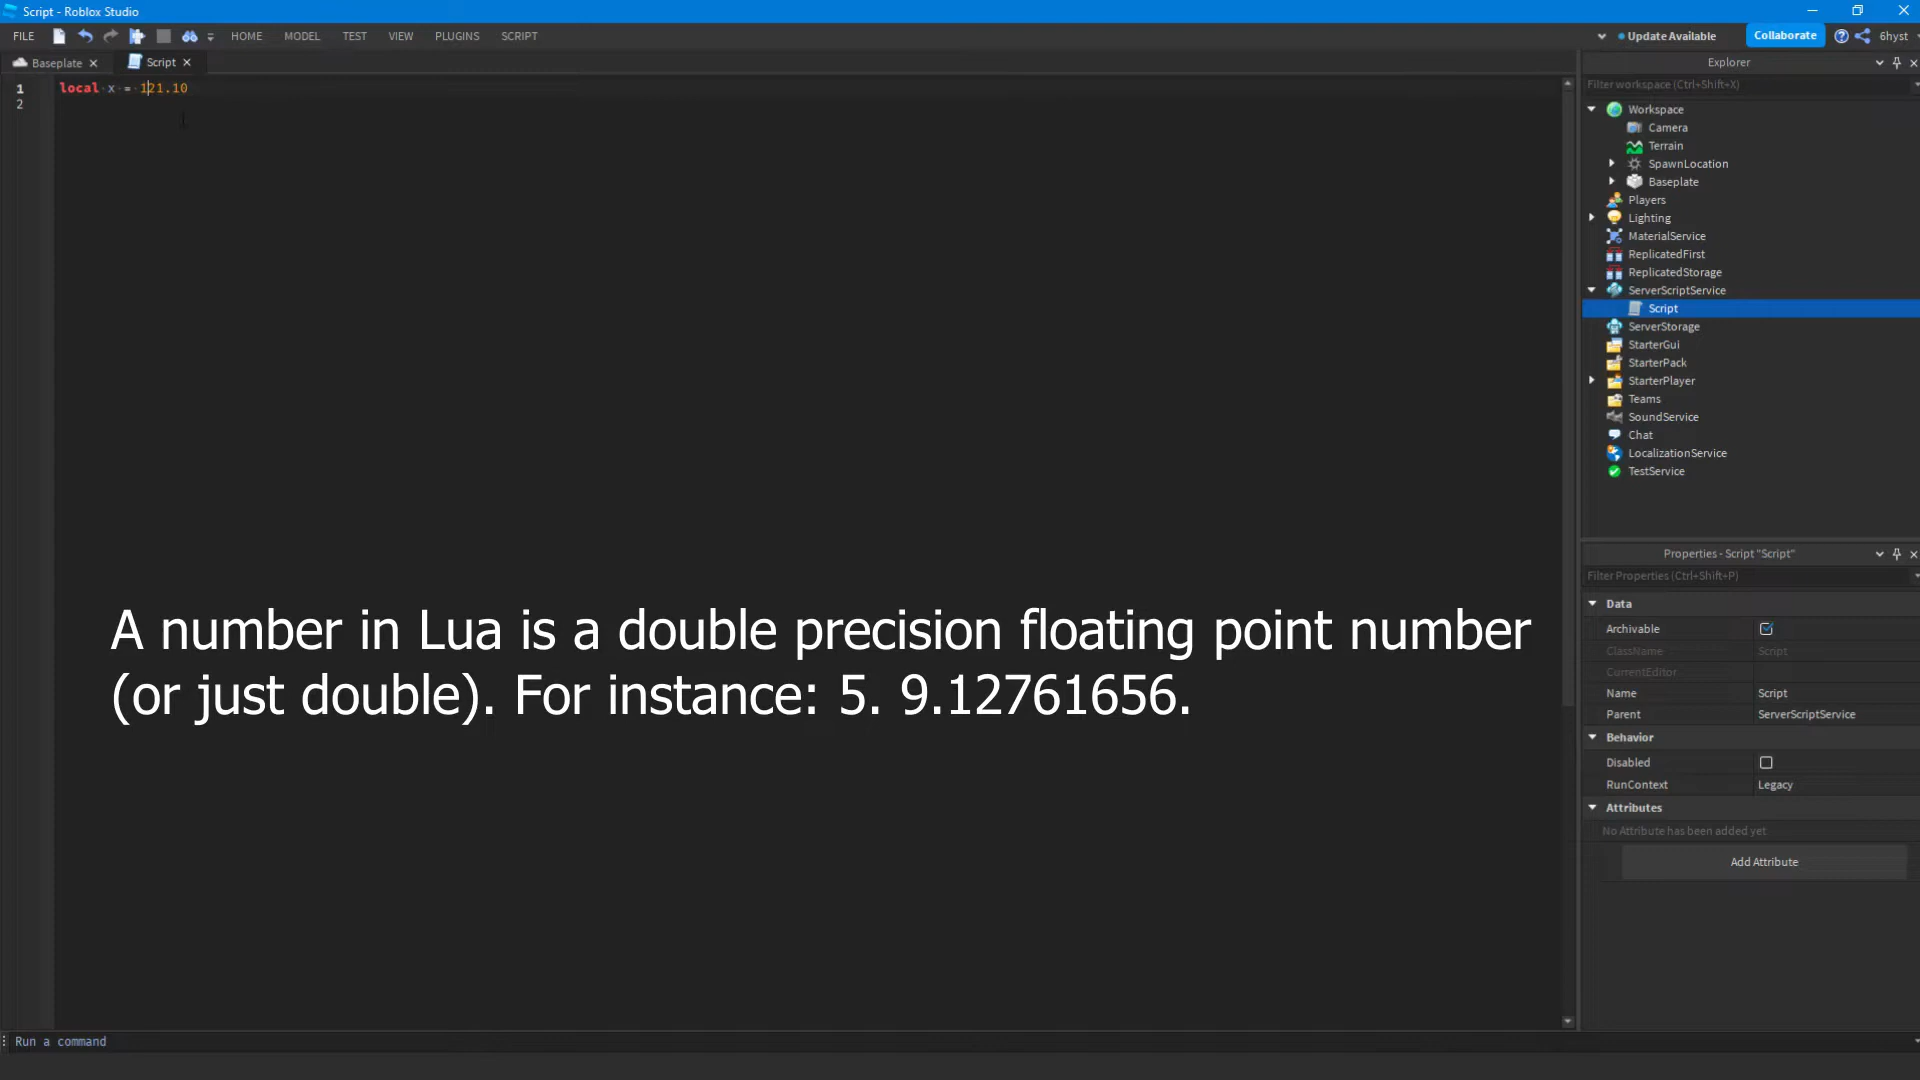 Script - Roblox Studio
FILE HOME MODEL TEST VIEW PLUGINS SCRIPT Update Available Collaborate 6hyst
Baseplate Script
1 local x = 121.10
2
A number in Lua is a double precision floating point number
(or just double). For instance: 5. 9.12761656.
Run a command
Explorer
Filter workspace (Ctrl+Shift+X)
Workspace
Camera
Terrain
SpawnLocation
Baseplate
Players
Lighting
MaterialService
ReplicatedFirst
ReplicatedStorage
ServerScriptService
Script
ServerStorage
StarterGui
StarterPack
StarterPlayer
Teams
SoundService
Chat
LocalizationService
TestService
Properties - Script "Script"
Filter Properties (Ctrl+Shift+P)
Data
Archivable
ClassName Script
CurrentEditor
Name Script
Parent ServerScriptService
Behavior
Disabled
RunContext Legacy
Attributes
No Attribute has been added yet
Add Attribute